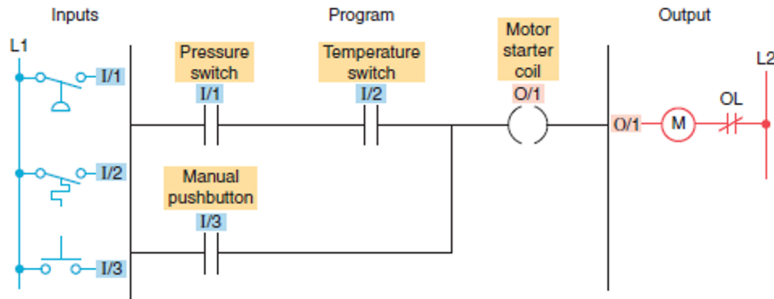 Inputs
Program
Output
L1
Motor
starter
coil
O/1
L2
Pressure
switch
I/1
Temperature
switch
I/2
I/1
OL
O/1
M
I/2
Manual
pushbutton
I/3
I/3